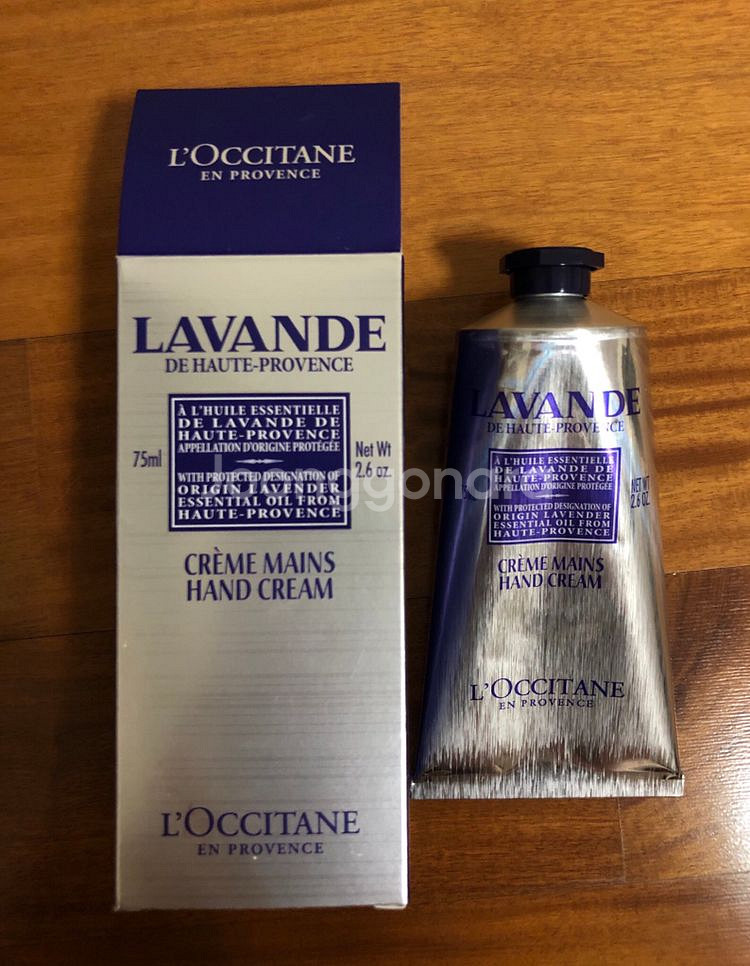 L'OCCITANE
EN PROVENCE
LAVANDE
DE HAUTE-PROVENCE
À L'HUILE ESSENTIELLE
DE LAVANDE DE
HAUTE-PROVENCE
APPELLATION D'ORIGINE PROTÉGÉE
WITH PROTECTED DESIGNATION OF
ORIGIN LAVENDER
ESSENTIAL OIL FROM
HAUTE-PROVENCE
75ml
Net Wt
2.6 oz.
CRÈME MAINS
HAND CREAM
L'OCCITANE
EN PROVENCE
LAVANDE
DE HAUTE-PROVENCE
À L'HUILE ESSENTIELLE
DE LAVANDE DE
HAUTE-PROVENCE
APPELLATION D'ORIGINE PROTÉGÉE
WITH PROTECTED DESIGNATION OF
ORIGIN LAVENDER
ESSENTIAL OIL FROM
HAUTE-PROVENCE
NET WT
2.6 OZ.
CRÈME MAINS
HAND CREAM
L'OCCITANE
EN PROVENCE